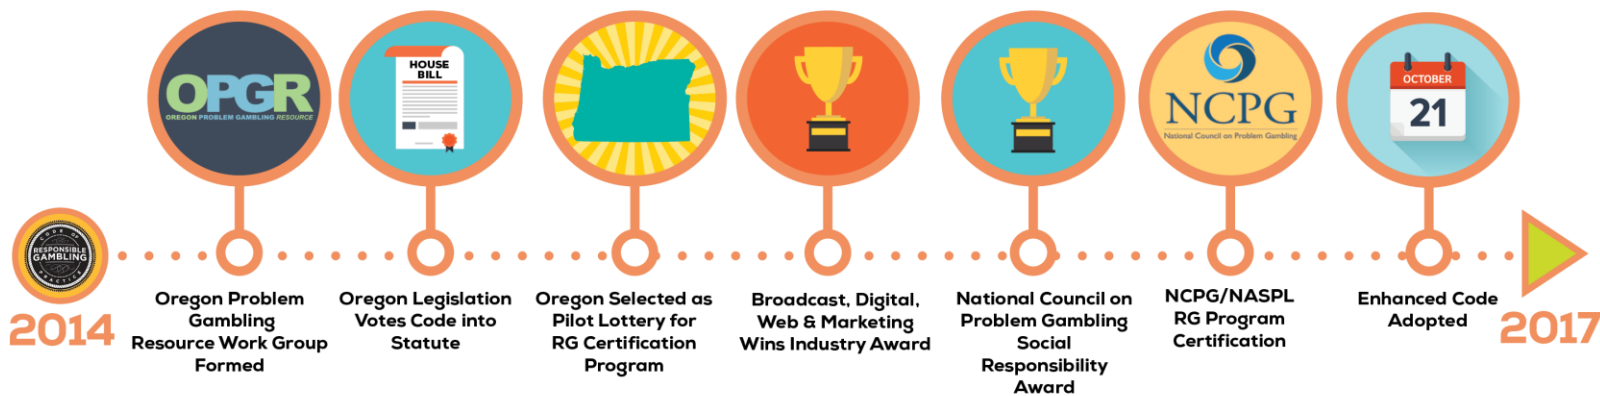 OPGR
OREGON PROBLEM GAMBLING RESOURCE
HOUSE
BILL
NCPG
National Council on Problem Gambling
OCTOBER
21
CODE OF
RESPONSIBLE
GAMBLING
PRACTICE
2014
Oregon Problem
Gambling
Resource Work Group
Formed
Oregon Legislation
Votes Code into
Statute
Oregon Selected as
Pilot Lottery for
RG Certification
Program
Broadcast, Digital,
Web & Marketing
Wins Industry Award
National Council on
Problem Gambling
Social
Responsibility
Award
NCPG/NASPL
RG Program
Certification
Enhanced Code
Adopted
2017